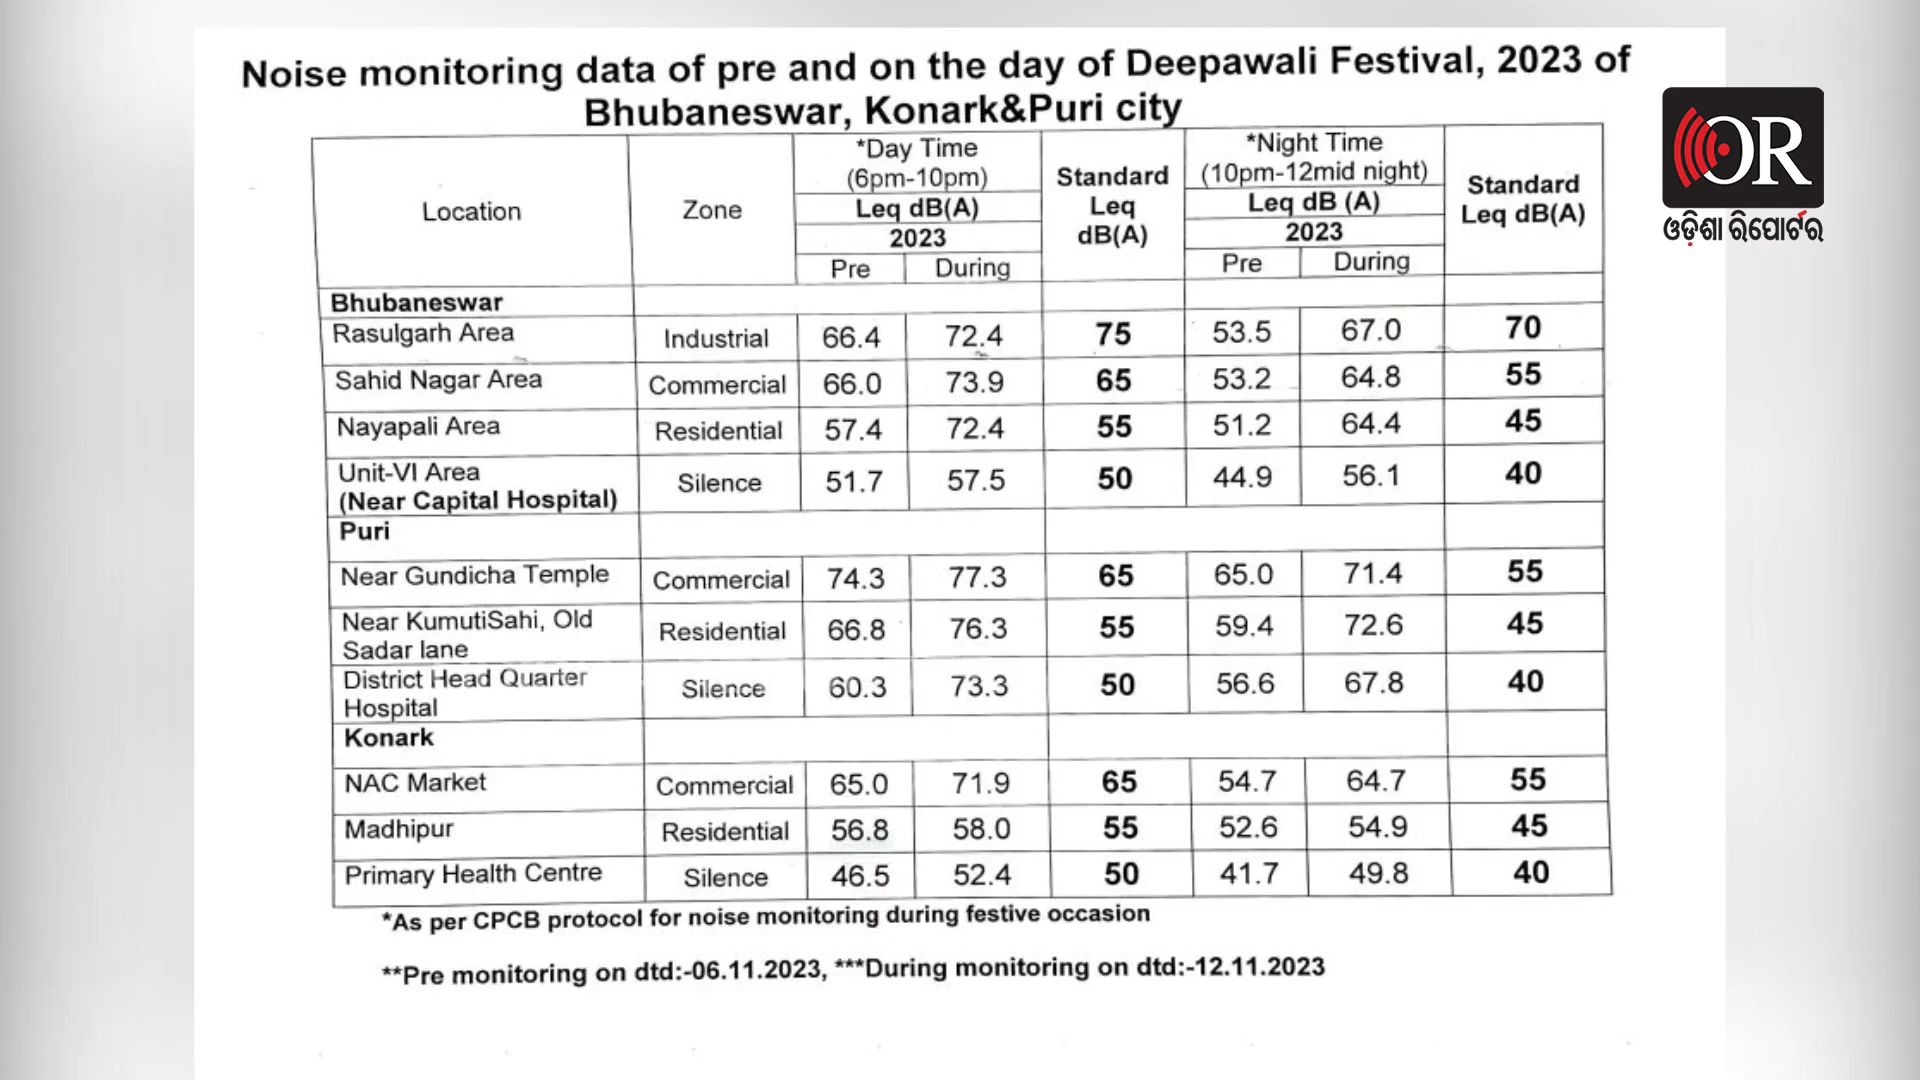 Noise monitoring data of pre and on the day of Deepawali Festival, 2023 of
Bhubaneswar, Konark&Puri city
OR
ଓଡ଼ିଶା ରିପୋର୍ଟର
Location Zone *Day Time (6pm-10pm) Leq dB(A) 2023 Pre During Standard Leq dB(A) *Night Time (10pm-12mid night) Leq dB (A) 2023 Pre During Standard Leq dB(A)
Bhubaneswar
Rasulgarh Area Industrial 66.4 72.4 75 53.5 67.0 70
Sahid Nagar Area Commercial 66.0 73.9 65 53.2 64.8 55
Nayapali Area Residential 57.4 72.4 55 51.2 64.4 45
Unit-VI Area
(Near Capital Hospital) Silence 51.7 57.5 50 44.9 56.1 40
Puri
Near Gundicha Temple Commercial 74.3 77.3 65 65.0 71.4 55
Near KumutiSahi, Old
Sadar lane Residential 66.8 76.3 55 59.4 72.6 45
District Head Quarter
Hospital Silence 60.3 73.3 50 56.6 67.8 40
Konark
NAC Market Commercial 65.0 71.9 65 54.7 64.7 55
Madhipur Residential 56.8 58.0 55 52.6 54.9 45
Primary Health Centre Silence 46.5 52.4 50 41.7 49.8 40
*As per CPCB protocol for noise monitoring during festive occasion
**Pre monitoring on dtd:-06.11.2023, ***During monitoring on dtd:-12.11.2023